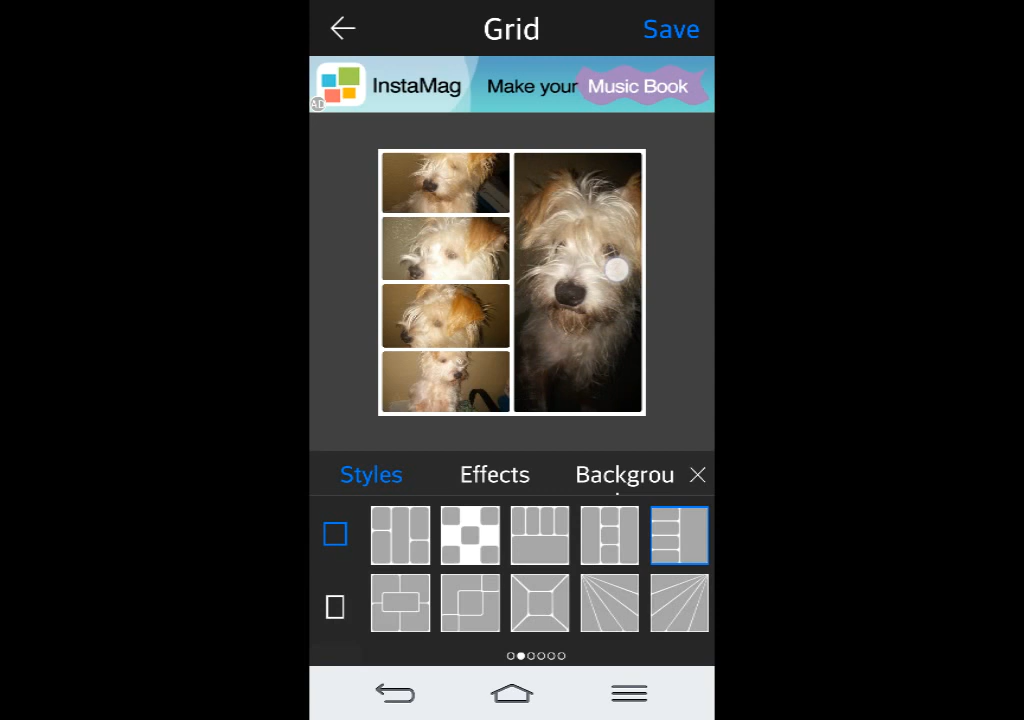 Grid
Save
InstaMag
Make your Music Book
AD
Styles
Effects
Backgrou